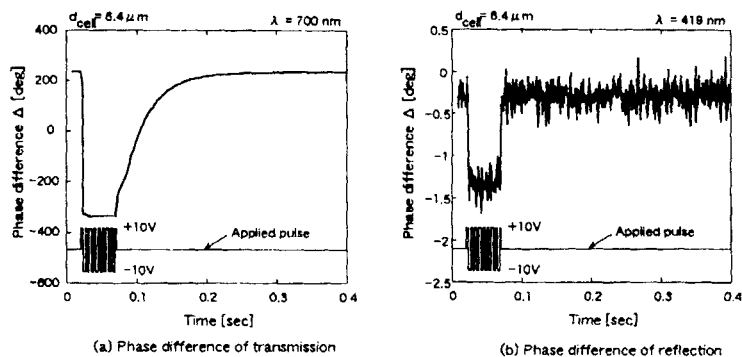 d cell = 6.4 μm
λ = 700 nm
400
200
0
-200
-400
-600
Phase difference Δ [deg]
+10V
-10V
Applied pulse
0
0.1
0.2
0.3
0.4
Time [sec]
(a) Phase difference of transmission
d cell = 6.4 μm
λ = 419 nm
0.5
0
-0.5
-1
-1.5
-2
-2.5
Phase difference Δ [deg]
+10V
-10V
Applied pulse
0
0.1
0.2
0.3
0.4
Time [sec]
(b) Phase difference of reflection